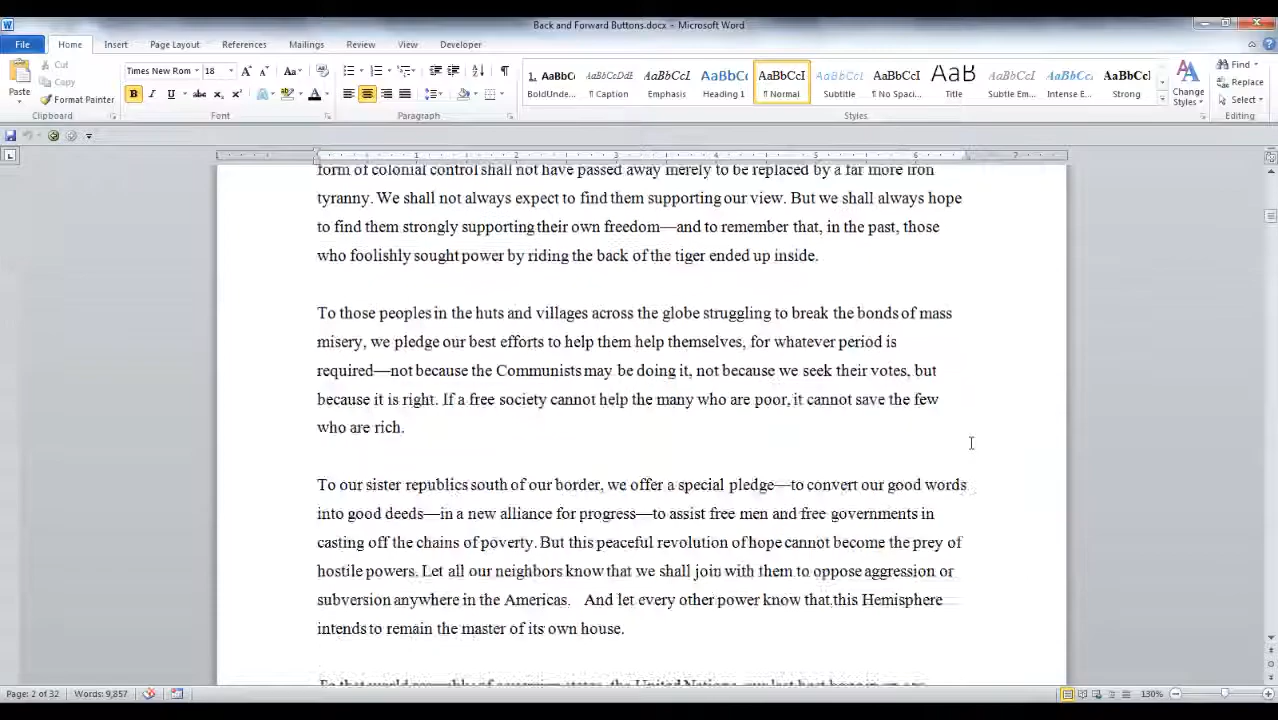 Back and Forward Buttons.docx - Microsoft Word
File Home Insert Page Layout References Mailings Review View Developer
Cut
Copy
Format Painter
Paste
Clipboard
Times New Rom 18
Font
Paragraph
AaBbCc AaBbCcDdE AaBbCcI AaBbCc AaBbCcI AaBbCcI AaBbCcI AaB AaBbCcI AaBbCcI AaBbCcI
BoldUnde... ¶ Caption Emphasis Heading 1 ¶ Normal Subtitle ¶ No Spaci... Title Subtle Em... Intense E... Strong
Change Styles
Styles
Find
Replace
Select
Editing
1 2 3 4 5 6 7
form of colonial control shall not have passed away merely to be replaced by a far more iron
tyranny. We shall not always expect to find them supporting our view. But we shall always hope
to find them strongly supporting their own freedom—and to remember that, in the past, those
who foolishly sought power by riding the back of the tiger ended up inside.
To those peoples in the huts and villages across the globe struggling to break the bonds of mass
misery, we pledge our best efforts to help them help themselves, for whatever period is
required—not because the Communists may be doing it, not because we seek their votes, but
because it is right. If a free society cannot help the many who are poor, it cannot save the few
who are rich.
To our sister republics south of our border, we offer a special pledge—to convert our good words
into good deeds—in a new alliance for progress—to assist free men and free governments in
casting off the chains of poverty. But this peaceful revolution of hope cannot become the prey of
hostile powers. Let all our neighbors know that we shall join with them to oppose aggression or
subversion anywhere in the Americas. And let every other power know that this Hemisphere
intends to remain the master of its own house.
Page: 2 of 32 Words: 9,857 130%